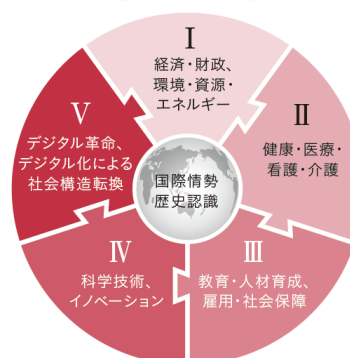 I
経済・財政、
環境・資源・
エネルギー
II
健康・医療・
看護・介護
III
教育・人材育成、
雇用・社会保障
IV
科学技術、
イノベーション
V
デジタル革命、
デジタル化による
社会構造転換
国際情勢
歴史認識